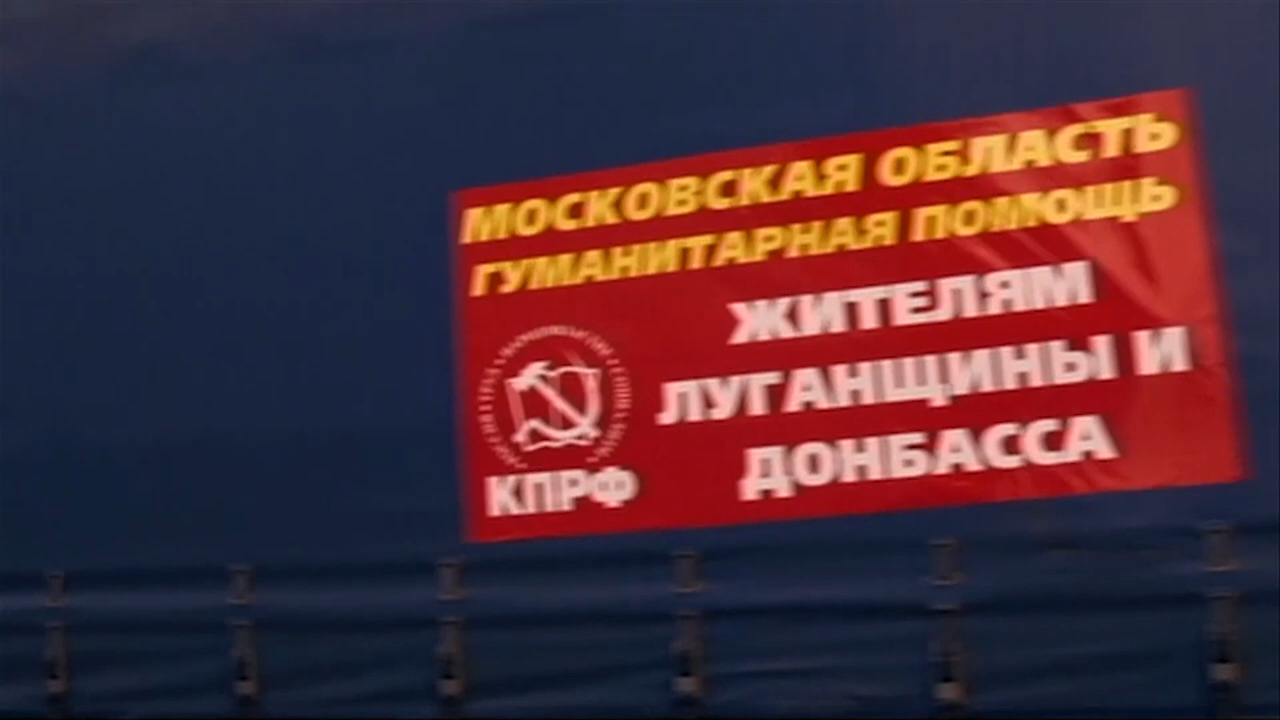 МОСКОВСКАЯ ОБЛАСТЬ
ГУМАНИТАРНАЯ ПОМОЩЬ
ЖИТЕЛЯМ
ЛУГАНЩИНЫ И
ДОНБАССА
КПРФ